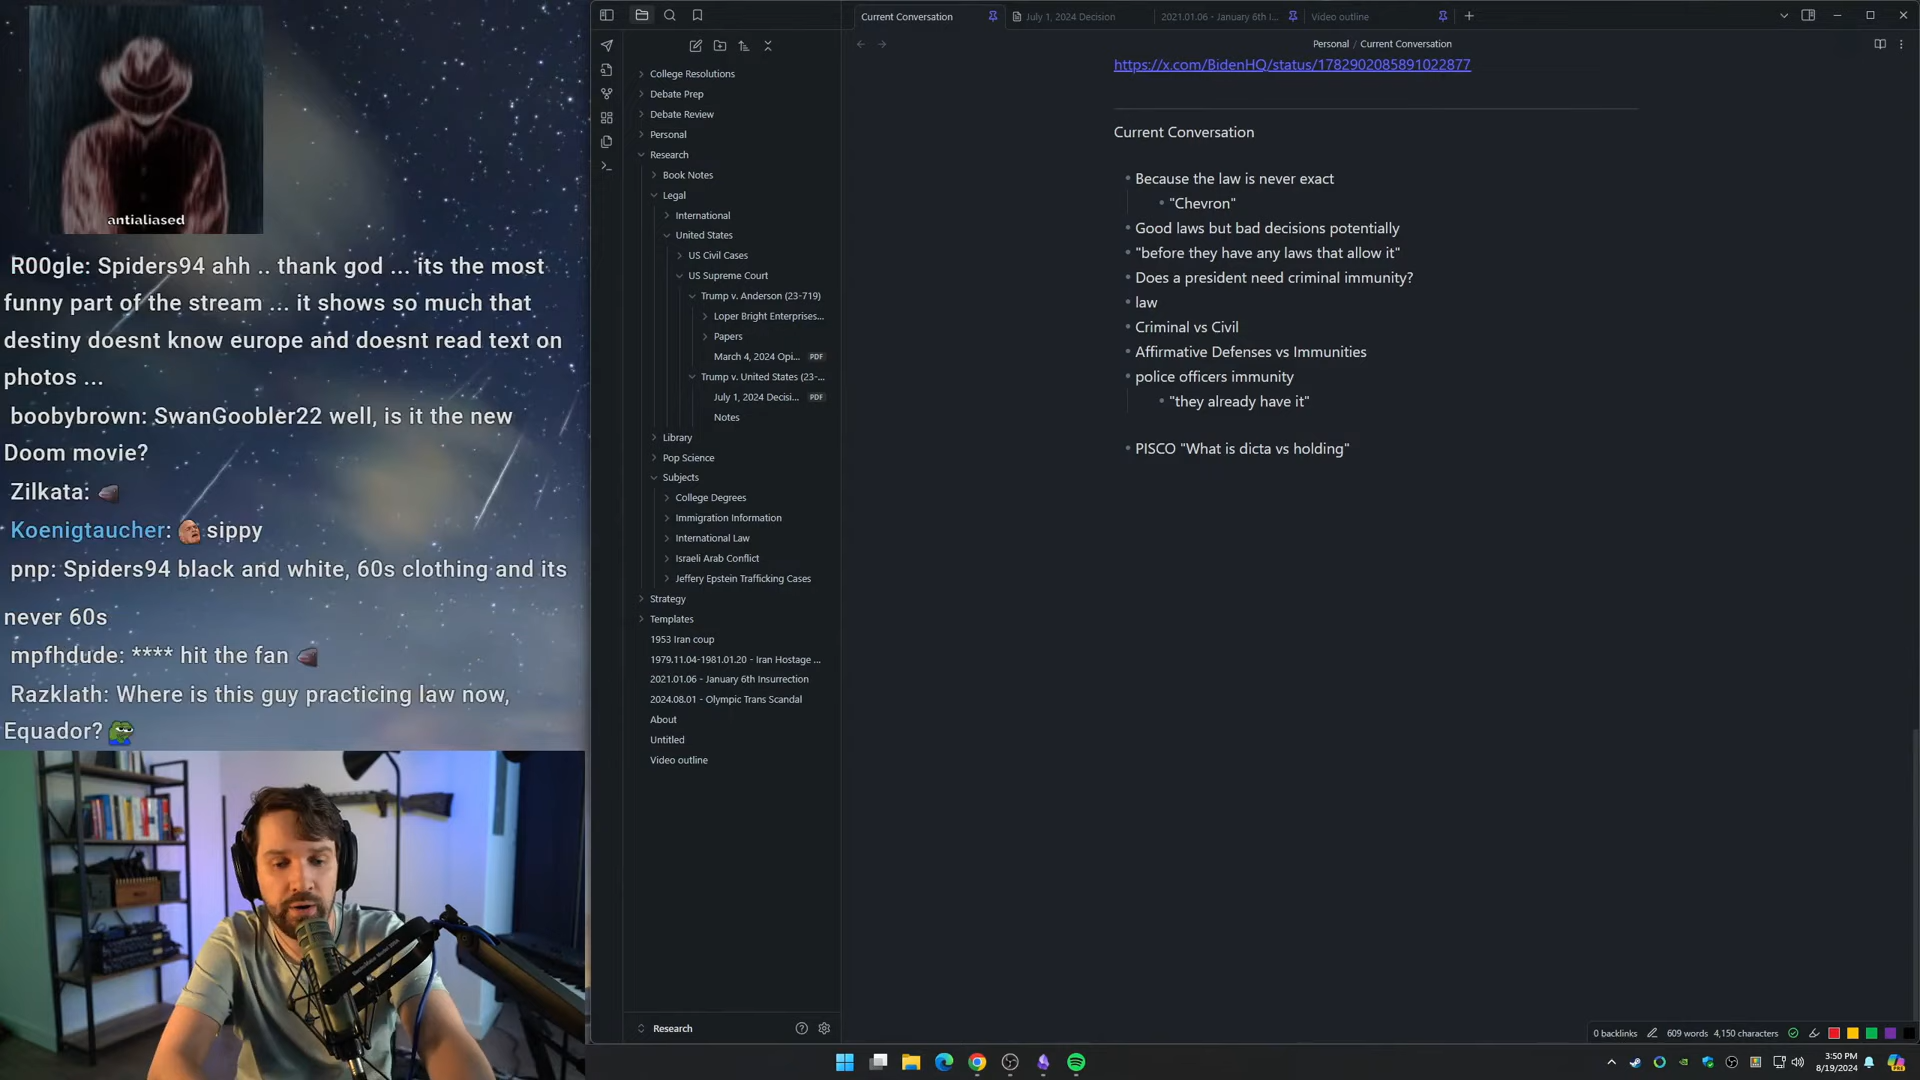 antialiased
R00gle: Spiders94 ahh .. thank god ... its the most
funny part of the stream ... it shows so much that
destiny doesnt know europe and doesnt read text on
photos ...
boobybrown: SwanGoobler22 well, is it the new
Doom movie?
Zilkata:
Koenigtaucher: sippy
pnp: Spiders94 black and white, 60s clothing and its
never 60s
mpfhdude: **** hit the fan
Razklath: Where is this guy practicing law now,
Equador?
College Resolutions
Debate Prep
Debate Review
Personal
Research
Book Notes
Legal
International
United States
US Civil Cases
US Supreme Court
Trump v. Anderson (23-719)
Loper Bright Enterprises...
Papers
March 4, 2024 Opi... PDF
Trump v. United States (23-...
July 1, 2024 Decisi... PDF
Notes
Library
Pop Science
Subjects
College Degrees
Immigration Information
International Law
Israeli Arab Conflict
Jeffery Epstein Trafficking Cases
Strategy
Templates
1953 Iran coup
1979.11.04-1981.01.20 - Iran Hostage ...
2021.01.06 - January 6th Insurrection
2024.08.01 - Olympic Trans Scandal
About
Untitled
Video outline
Research
Current Conversation
July 1, 2024 Decision
2021.01.06 - January 6th I...
Video outline
Personal / Current Conversation
https://x.com/BidenHQ/status/1782902085891022877
Current Conversation
Because the law is never exact
"Chevron"
Good laws but bad decisions potentially
"before they have any laws that allow it"
Does a president need criminal immunity?
law
Criminal vs Civil
Affirmative Defenses vs Immunities
police officers immunity
"they already have it"
PISCO "What is dicta vs holding"
0 backlinks 609 words 4,150 characters
3:50 PM
8/19/2024